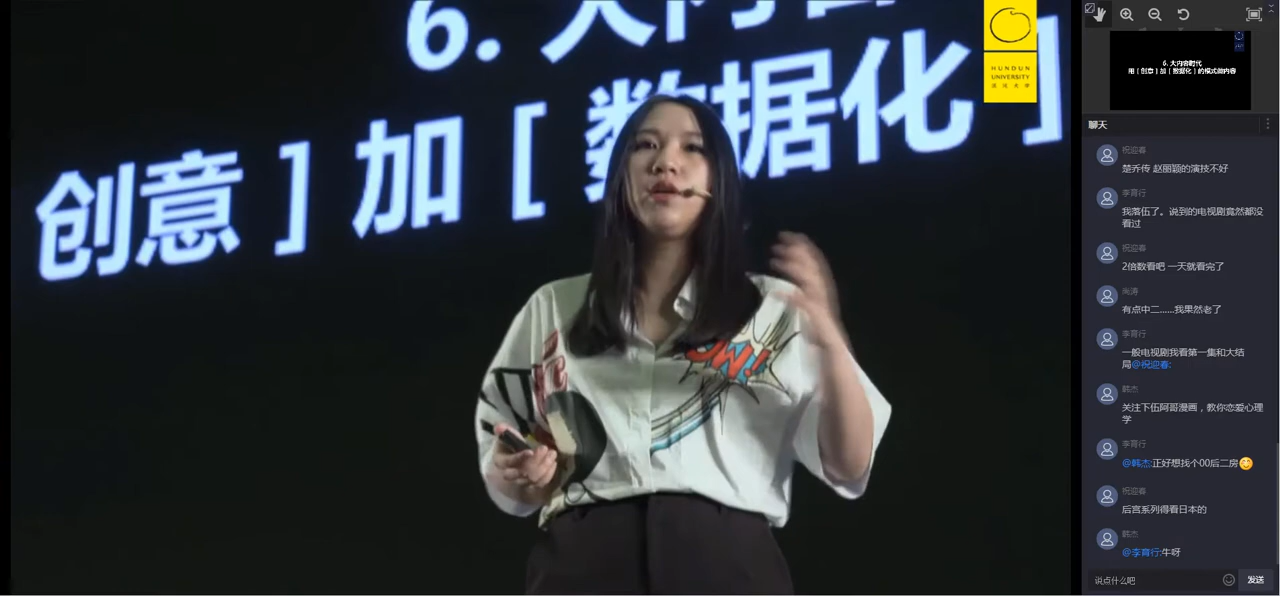 6. 大内容
创意 ] 加 [ 数据化 ]
HUNDUN
UNIVERSITY
混沌大学
6. 大内容时代
用 [ 创意 ] 加 [ 数据化 ] 的模式做内容
OW!
聊天
祝迎春
楚乔传 赵丽颖的演技不好
李育行
我落伍了。说到的电视剧竟然都没
看过
祝迎春
2倍数看吧 一天就看完了
尚涛
有点中二......我果然老了
李育行
一般电视剧我看第一集和大结
局@祝迎春:
韩杰
关注下伍阿哥漫画，教你恋爱心理
学
李育行
@韩杰:正好想找个00后二房
祝迎春
后宫系列得看日本的
韩杰
@李育行:牛呀
说点什么吧
发送